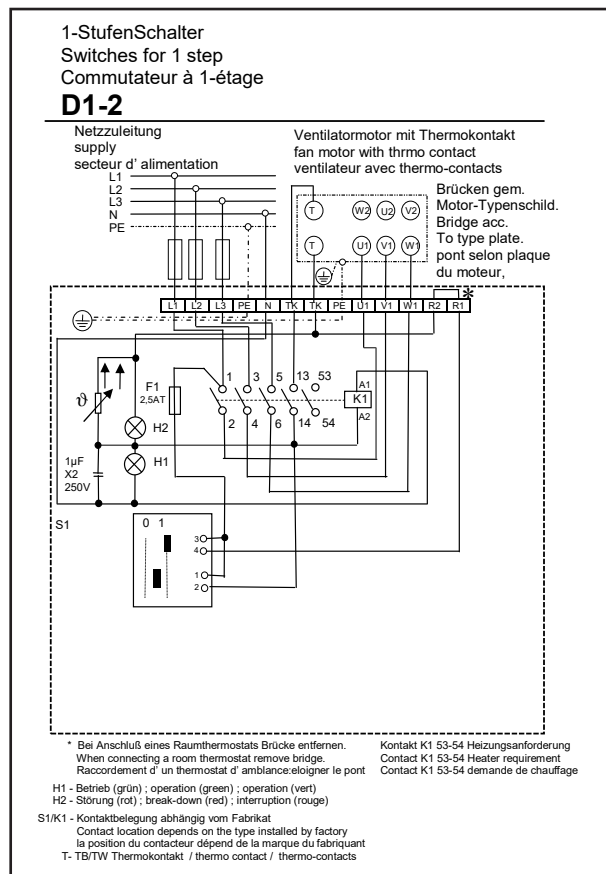 1-StufenSchalter
Switches for 1 step
Commutateur à 1-étage
D1-2
Netzzuleitung
supply
secteur d' alimentation
L1
L2
L3
N
PE
Ventilatormotor mit Thermokontakt
fan motor with thrmo contact
ventilateur avec thermo-contacts
T W2 U2 V2
T U1 V1 W1
Brücken gem.
Motor-Typenschild.
Bridge acc.
To type plate.
pont selon plaque
du moteur,
L1 L2 L3 PE N TK TK PE U1 V1 W1 R2 R1 *
F1
2,5AT
1 3 5 13 53
2 4 6 14 54
A1
K1
A2
ϑ
H2
H1
1µF
X2
250V
S1
0 1
3
4
1
2
* Bei Anschluß eines Raumthermostats Brücke entfernen.
When connecting a room thermostat remove bridge.
Raccordement d' un thermostat d' amblance:eloigner le pont
Kontakt K1 53-54 Heizungsanforderung
Contact K1 53-54 Heater requirement
Contact K1 53-54 demande de chauffage
H1 - Betrieb (grün) ; operation (green) ; operation (vert)
H2 - Störung (rot) ; break-down (red) ; interruption (rouge)
S1/K1 - Kontaktbelegung abhängig vom Fabrikat
Contact location depends on the type installed by factory
la position du contacteur dépend de la marque du fabriquant
T- TB/TW Thermokontakt / thermo contact / thermo-contacts